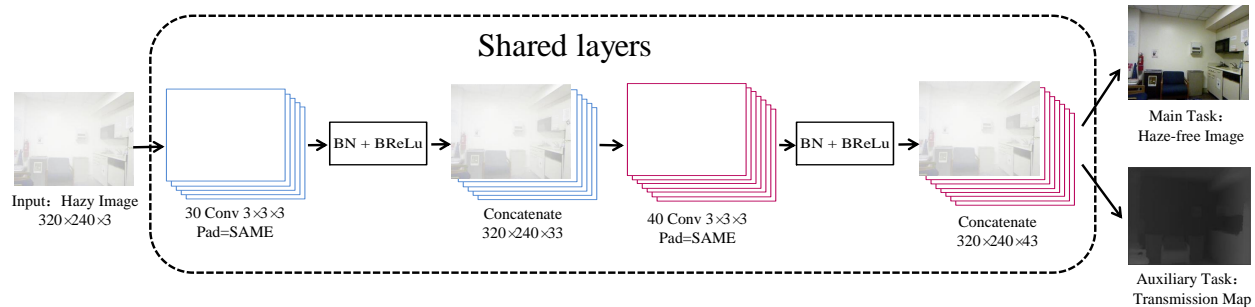 Shared layers
Input：Hazy Image
320×240×3
30 Conv 3×3×3
Pad=SAME
BN + BReLu
Concatenate
320×240×33
40 Conv 3×3×3
Pad=SAME
BN + BReLu
Concatenate
320×240×43
Main Task：
Haze-free Image
Auxiliary Task：
Transmission Map